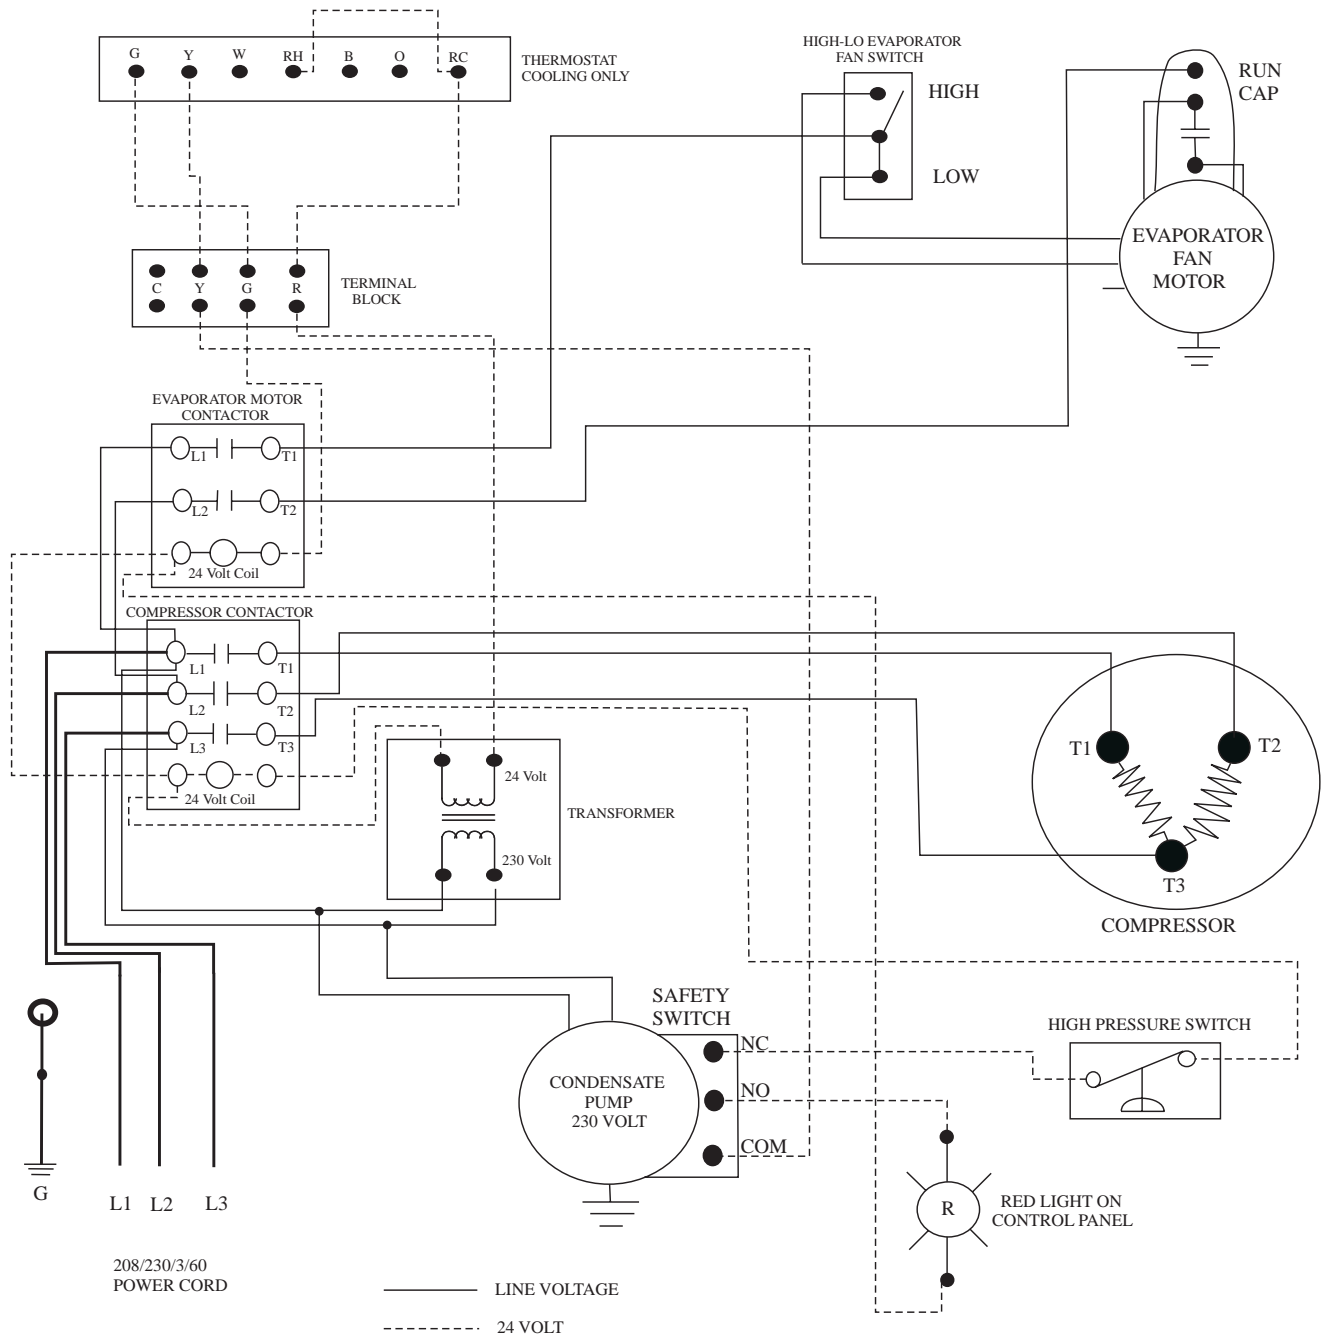 G Y W RH B O RC
THERMOSTAT
COOLING ONLY
HIGH-LO EVAPORATOR
FAN SWITCH
HIGH
LOW
RUN
CAP
EVAPORATOR
FAN
MOTOR
C Y G R
TERMINAL
BLOCK
EVAPORATOR MOTOR
CONTACTOR
L1 T1
L2 T2
24 Volt Coil
COMPRESSOR CONTACTOR
L1 T1
L2 T2
L3 T3
24 Volt Coil
24 Volt
TRANSFORMER
230 Volt
T1 T2
T3
COMPRESSOR
SAFETY
SWITCH
NC
NO
COM
CONDENSATE
PUMP
230 VOLT
HIGH PRESSURE SWITCH
R
RED LIGHT ON
CONTROL PANEL
G
L1 L2 L3
208/230/3/60
POWER CORD
LINE VOLTAGE
24 VOLT